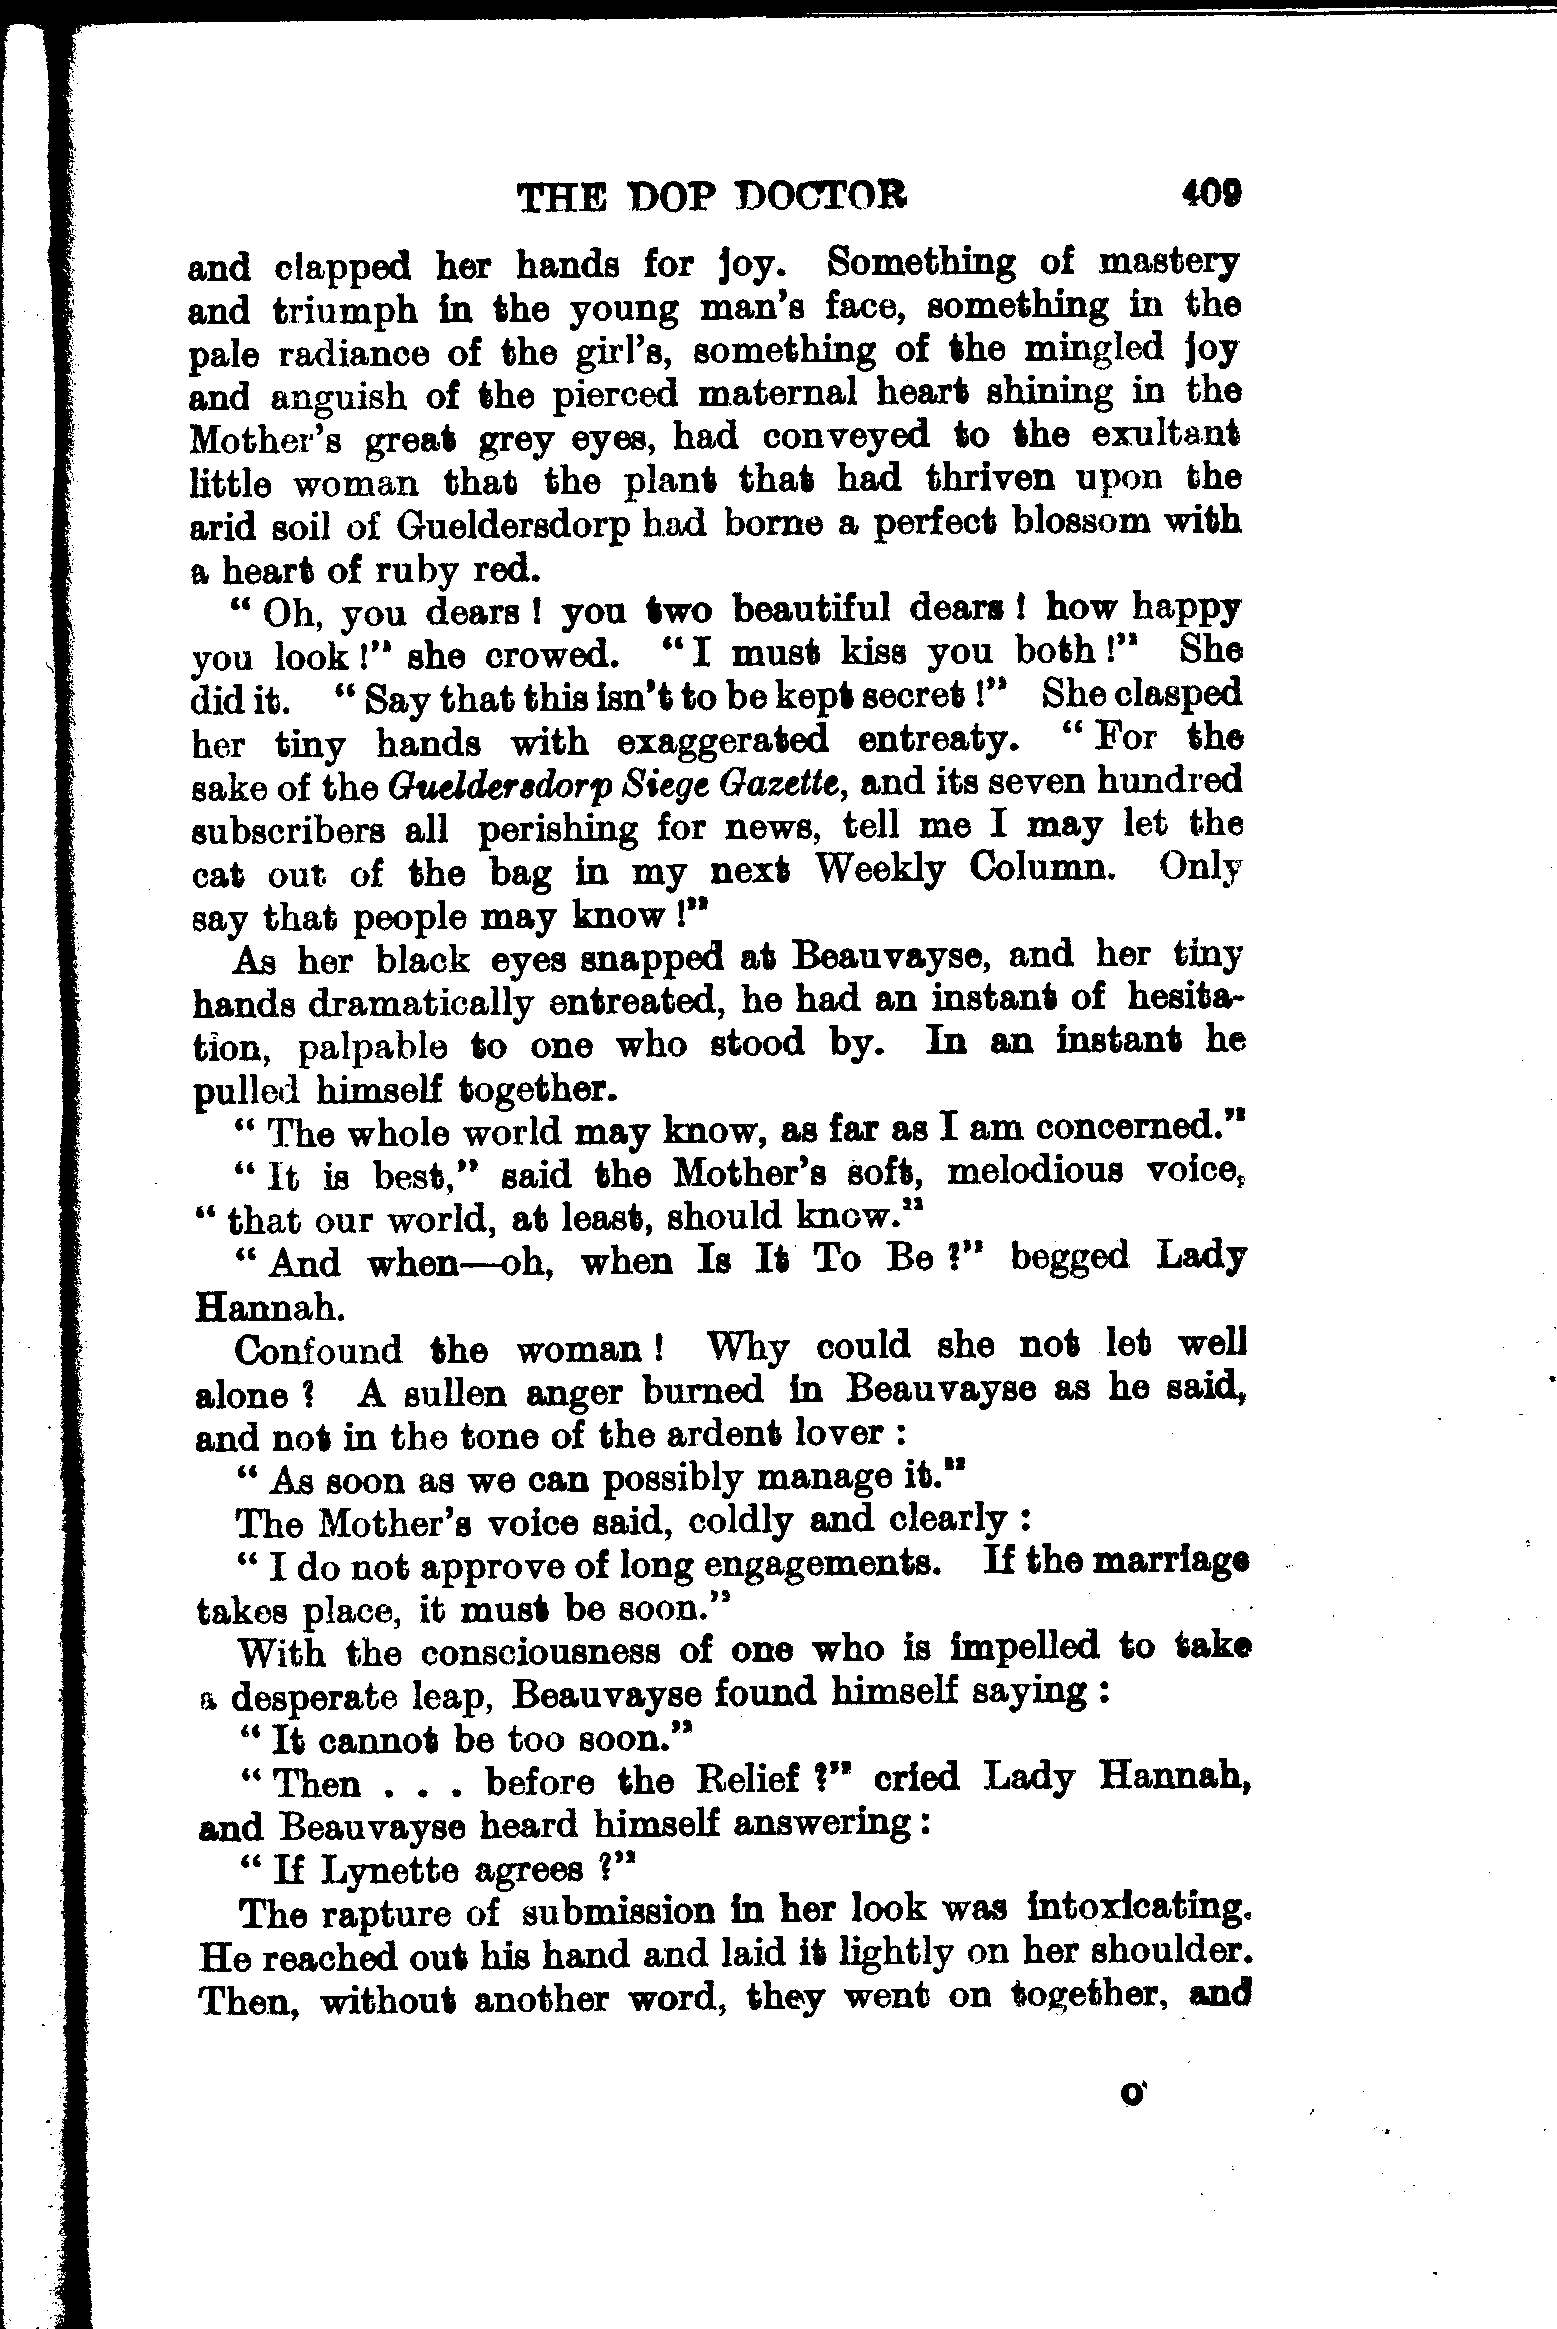 THE DOP DOCTOR 409
and clapped her hands for joy. Something of mastery
and triumph in the young man's face, something in the
pale radiance of the girl's, something of the mingled joy
and anguish of the pierced maternal heart shining in the
Mother's great grey eyes, had conveyed to the exultant
little woman that the plant that had thriven upon the
arid soil of Gueldersdorp had borne a perfect blossom with
a heart of ruby red.
“ Oh, you dears ! you two beautiful dears ! how happy
you look !” she crowed. “ I must kiss you both !” She
did it. “ Say that this isn't to be kept secret !” She clasped
her tiny hands with exaggerated entreaty. “ For the
sake of the Gueldersdorp Siege Gazette, and its seven hundred
subscribers all perishing for news, tell me I may let the
cat out of the bag in my next Weekly Column. Only
say that people may know !”
As her black eyes snapped at Beauvayse, and her tiny
hands dramatically entreated, he had an instant of hesita-
tion, palpable to one who stood by. In an instant he
pulled himself together.
“ The whole world may know, as far as I am concerned.”
“ It is best,” said the Mother's soft, melodious voice,
“ that our world, at least, should know.”
“ And when—oh, when Is It To Be ?” begged Lady
Hannah.
Confound the woman ! Why could she not let well
alone ? A sullen anger burned in Beauvayse as he said,
and not in the tone of the ardent lover :
“ As soon as we can possibly manage it.”
The Mother's voice said, coldly and clearly :
“ I do not approve of long engagements. If the marriage
takes place, it must be soon.”
With the consciousness of one who is impelled to take
a desperate leap, Beauvayse found himself saying :
“ It cannot be too soon.”
“ Then . . . before the Relief ?” cried Lady Hannah,
and Beauvayse heard himself answering :
“ If Lynette agrees ?”
The rapture of submission in her look was intoxicating.
He reached out his hand and laid it lightly on her shoulder.
Then, without another word, they went on together, and
O